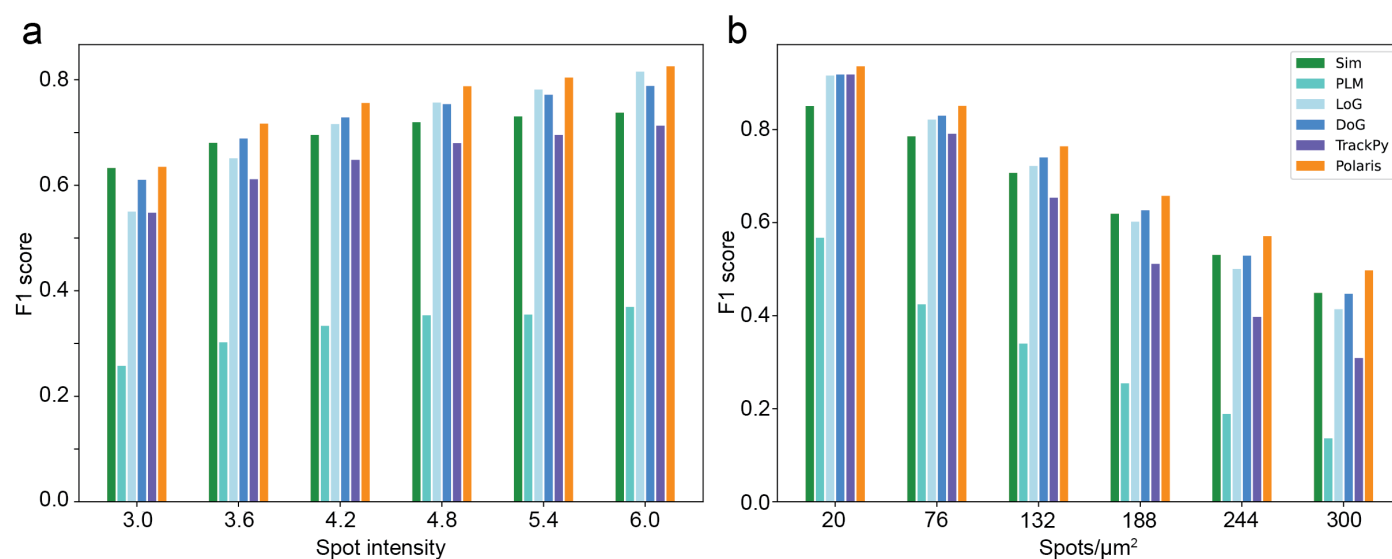 a
F1 score
0.8
0.6
0.4
0.2
0.0
3.0 3.6 4.2 4.8 5.4 6.0
Spot intensity
b
F1 score
0.8
0.6
0.4
0.2
0.0
20 76 132 188 244 300
Spots/μm²
Sim
PLM
LoG
DoG
TrackPy
Polaris